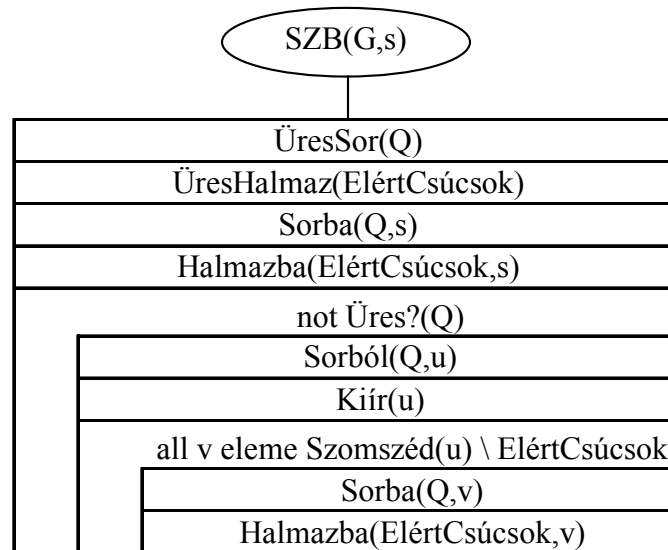 SZB(G,s)
ÜresSor(Q)
ÜresHalmaz(ElértCsúcsok)
Sorba(Q,s)
Halmazba(ElértCsúcsok,s)
not Üres?(Q)
Sorból(Q,u)
Kiír(u)
all v eleme Szomszéd(u) \ ElértCsúcsok
Sorba(Q,v)
Halmazba(ElértCsúcsok,v)